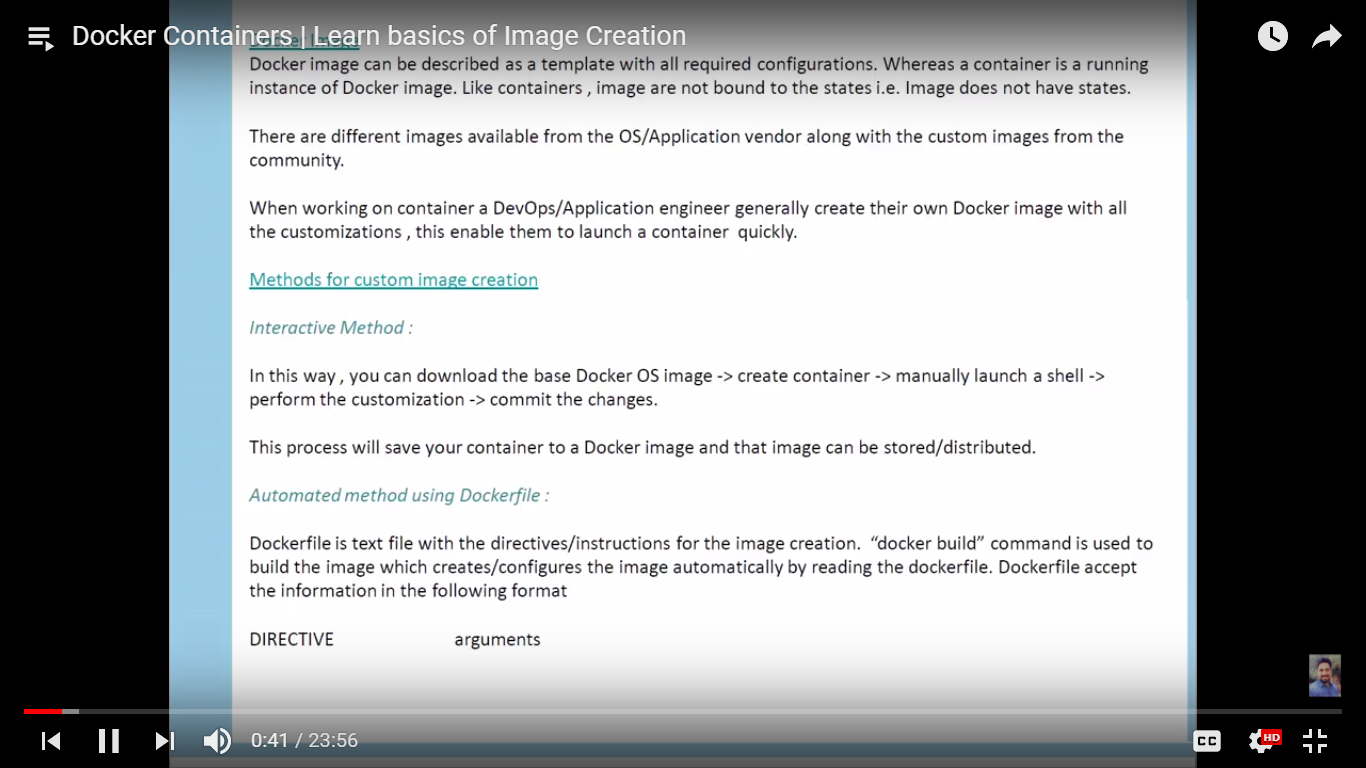 Docker Containers | Learn basics of Image Creation
Docker Image
Docker image can be described as a template with all required configurations. Whereas a container is a running
instance of Docker image. Like containers , image are not bound to the states i.e. Image does not have states.
There are different images available from the OS/Application vendor along with the custom images from the
community.
When working on container a DevOps/Application engineer generally create their own Docker image with all
the customizations , this enable them to launch a container quickly.
Methods for custom image creation
Interactive Method :
In this way , you can download the base Docker OS image -> create container -> manually launch a shell ->
perform the customization -> commit the changes.
This process will save your container to a Docker image and that image can be stored/distributed.
Automated method using Dockerfile :
Dockerfile is text file with the directives/instructions for the image creation. “docker build” command is used to
build the image which creates/configures the image automatically by reading the dockerfile. Dockerfile accept
the information in the following format
DIRECTIVE arguments
0:41 / 23:56 CC HD